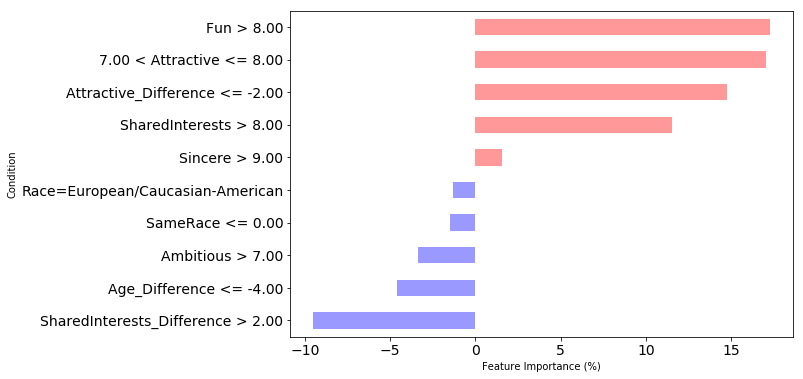 Fun > 8.00
7.00 < Attractive <= 8.00
Attractive_Difference <= -2.00
SharedInterests > 8.00
Sincere > 9.00
Race=European/Caucasian-American
SameRace <= 0.00
Ambitious > 7.00
Age_Difference <= -4.00
SharedInterests_Difference > 2.00
Condition
−10 −5 0 5 10 15
Feature Importance (%)